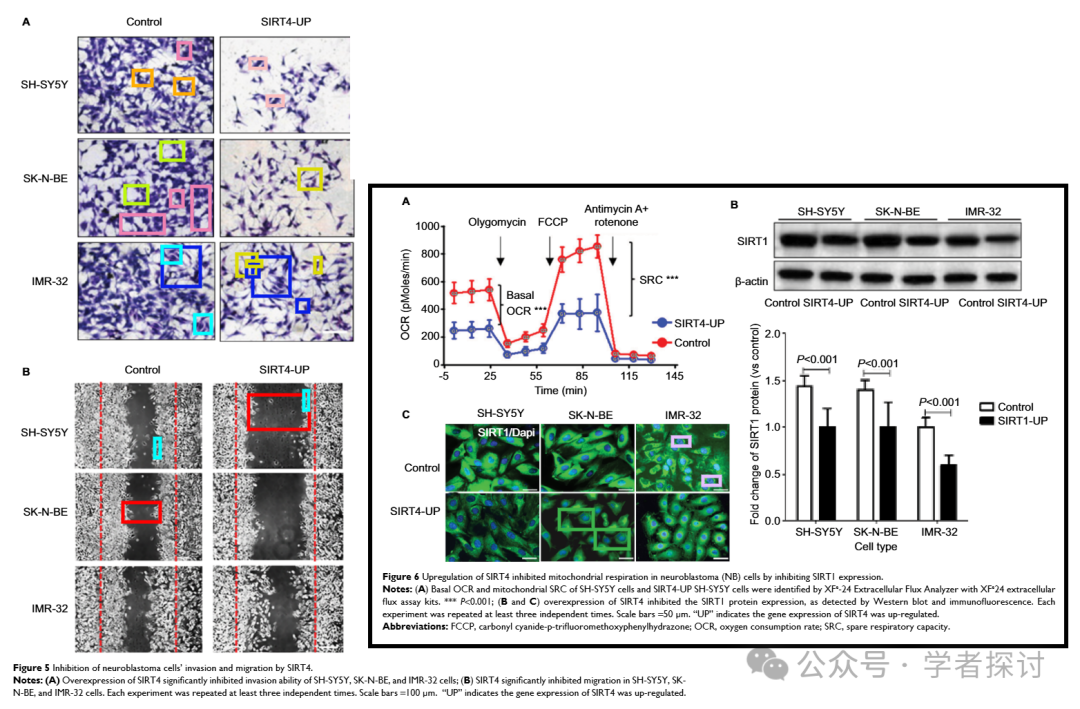 A
Control
SIRT4-UP
SH-SY5Y
SK-N-BE
IMR-32
B
Control
SIRT4-UP
SH-SY5Y
SK-N-BE
IMR-32
Figure 5 Inhibition of neuroblastoma cells' invasion and migration by SIRT4.
Notes: (A) Overexpression of SIRT4 significantly inhibited invasion ability of SH-SY5Y, SK-N-BE, and IMR-32 cells; (B) SIRT4 significantly inhibited migration in SH-SY5Y, SK-
N-BE, and IMR-32 cells. Each experiment was repeated at least three independent times. Scale bars =100 μm. "UP" indicates the gene expression of SIRT4 was up-regulated.
A
Olygomycin
FCCP
Antimycin A+
rotenone
OCR (pMoles/min)
1000
800
600
400
200
0
Basal
OCR ***
SRC ***
SIRT4-UP
Control
-5
25
55
85
115
145
Time (min)
B
SH-SY5Y
SK-N-BE
IMR-32
SIRT1
β-actin
Control SIRT4-UP Control SIRT4-UP Control SIRT4-UP
Fold change of SIRT1 protein (vs control)
2.0
1.5
1.0
0.5
0.0
P<0.001
P<0.001
P<0.001
Control
SIRT1-UP
SH-SY5Y
SK-N-BE
IMR-32
Cell type
C
SH-SY5Y
SK-N-BE
IMR-32
SIRT1/Dapi
Control
SIRT4-UP
Figure 6 Upregulation of SIRT4 inhibited mitochondrial respiration in neuroblastoma (NB) cells by inhibiting SIRT1 expression.
Notes: (A) Basal OCR and mitochondrial SRC of SH-SY5Y cells and SIRT4-UP SH-SY5Y cells were identified by XFe-24 Extracellular Flux Analyzer with XFe24 extracellular
flux assay kits. *** P<0.001; (B and C) overexpression of SIRT4 inhibited the SIRT1 protein expression, as detected by Western blot and immunofluorescence. Each
experiment was repeated at least three independent times. Scale bars =50 μm. "UP" indicates the gene expression of SIRT4 was up-regulated.
Abbreviations: FCCP, carbonyl cyanide-p-trifluoromethoxyphenylhydrazone; OCR, oxygen consumption rate; SRC, spare respiratory capacity.
公众号 · 学者探讨